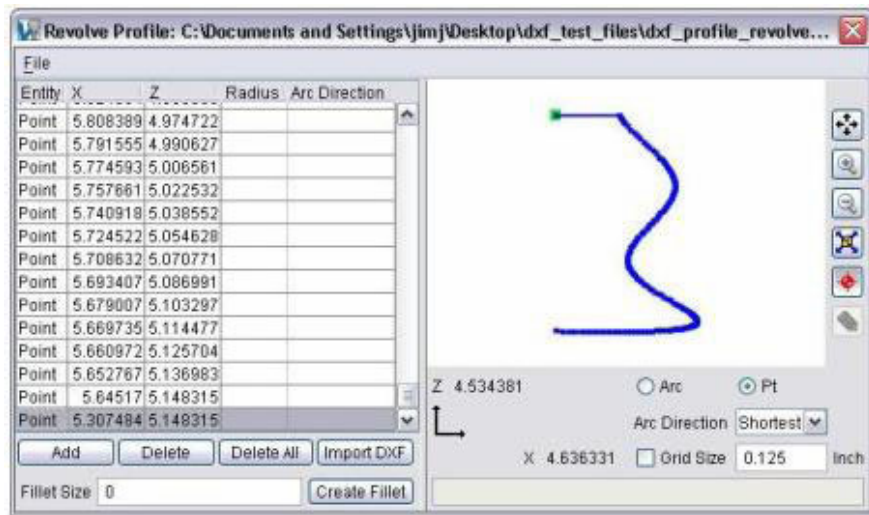 Revolve Profile: C:\Documents and Settings\jimj\Desktop\dxf_test_files\dxf_profile_revolve...
File
Entity X Z Radius Arc Direction
Point 5.808389 4.974722
Point 5.791555 4.990627
Point 5.774593 5.006561
Point 5.757661 5.022532
Point 5.740918 5.038552
Point 5.724522 5.054628
Point 5.708632 5.070771
Point 5.693407 5.086991
Point 5.679007 5.103297
Point 5.669735 5.114477
Point 5.660972 5.125704
Point 5.652767 5.136983
Point 5.64517 5.148315
Point 5.307484 5.148315
Add Delete Delete All Import DXF
Fillet Size 0 Create Fillet
Z 4.534381 Arc Pt
Arc Direction Shortest
X 4.636331 Grid Size 0.125 Inch